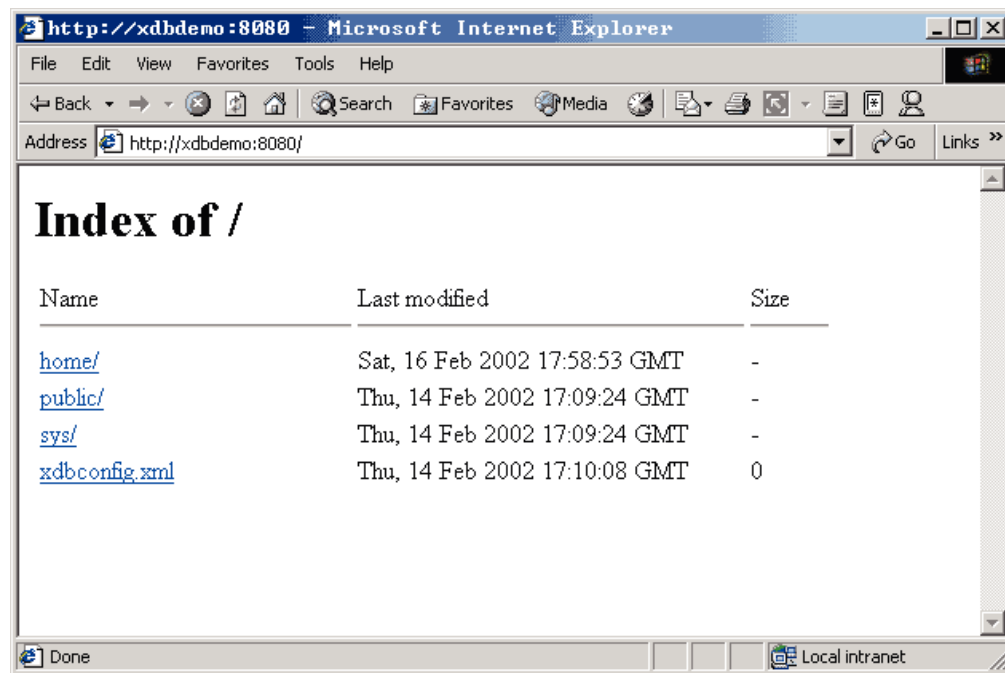 http://xdbdemo:8080 - Microsoft Internet Explorer
File Edit View Favorites Tools Help
Back Search Favorites Media
Address http://xdbdemo:8080/ Go Links »
Index of /
Name Last modified Size
home/ Sat, 16 Feb 2002 17:58:53 GMT -
public/ Thu, 14 Feb 2002 17:09:24 GMT -
sys/ Thu, 14 Feb 2002 17:09:24 GMT -
xdbconfig.xml Thu, 14 Feb 2002 17:10:08 GMT 0
Done Local intranet